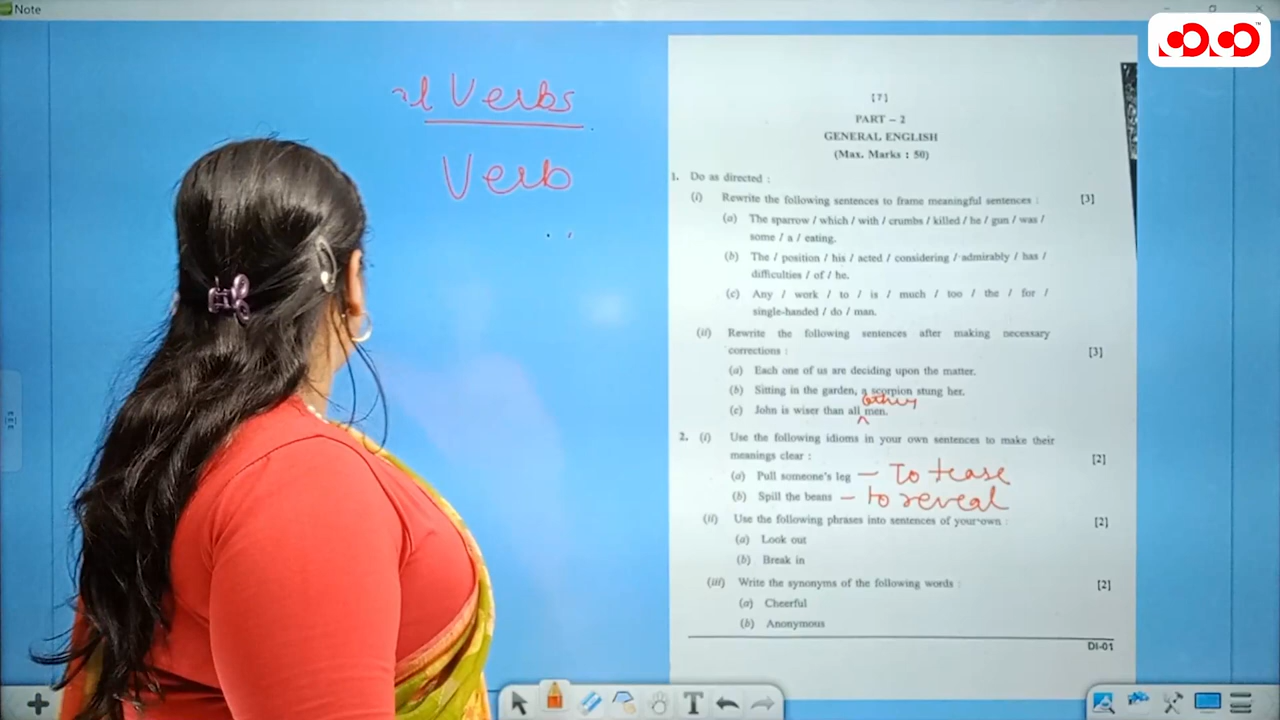 Note
al Verbs
Verb
[7]
PART – 2
GENERAL ENGLISH
(Max. Marks : 50)
1. Do as directed :
(i) Rewrite the following sentences to frame meaningful sentences : [3]
(a) The sparrow / which / with / crumbs / killed / he / gun / was /
some / a / eating.
(b) The / position / his / acted / considering / admirably / has /
difficulties / of / he.
(c) Any / work / to / is / much / too / the / for /
single-handed / do / man.
(ii) Rewrite the following sentences after making necessary
corrections : [3]
(a) Each one of us are deciding upon the matter.
(b) Sitting in the garden, a scorpion stung her.
other
(c) John is wiser than all men.
2. (i) Use the following idioms in your own sentences to make their
meanings clear : [2]
(a) Pull someone's leg – To tease
(b) Spill the beans – to reveal
(ii) Use the following phrases into sentences of your own : [2]
(a) Look out
(b) Break in
(iii) Write the synonyms of the following words : [2]
(a) Cheerful
(b) Anonymous
DI-01